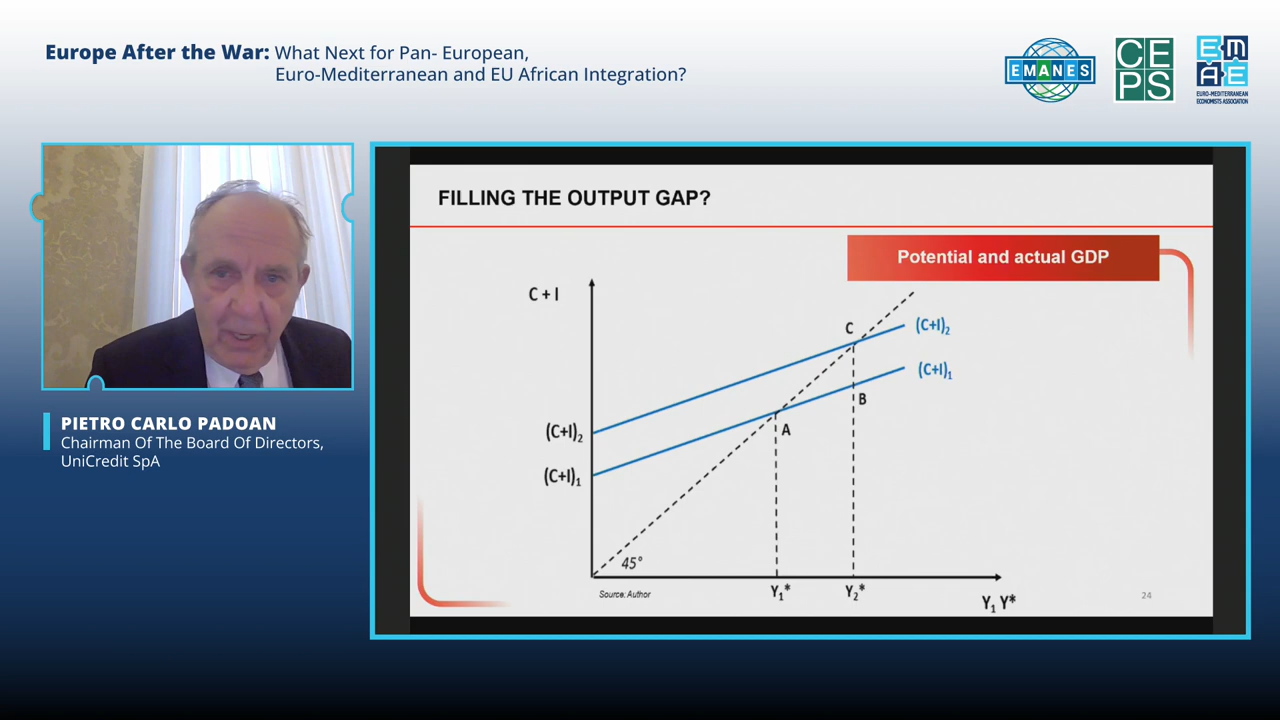 Europe After the War: What Next for Pan- European,
Euro-Mediterranean and EU African Integration?
EMANES
CE
PS
EM
AE
EURO-MEDITERRANEAN
ECONOMISTS ASSOCIATION
PIETRO CARLO PADOAN
Chairman Of The Board Of Directors,
UniCredit SpA
FILLING THE OUTPUT GAP?
Potential and actual GDP
C + I
C
(C+I)₂
(C+I)₁
B
A
(C+I)₂
(C+I)₁
45°
Source: Author
Y₁*
Y₂*
Y₁ Y*
24